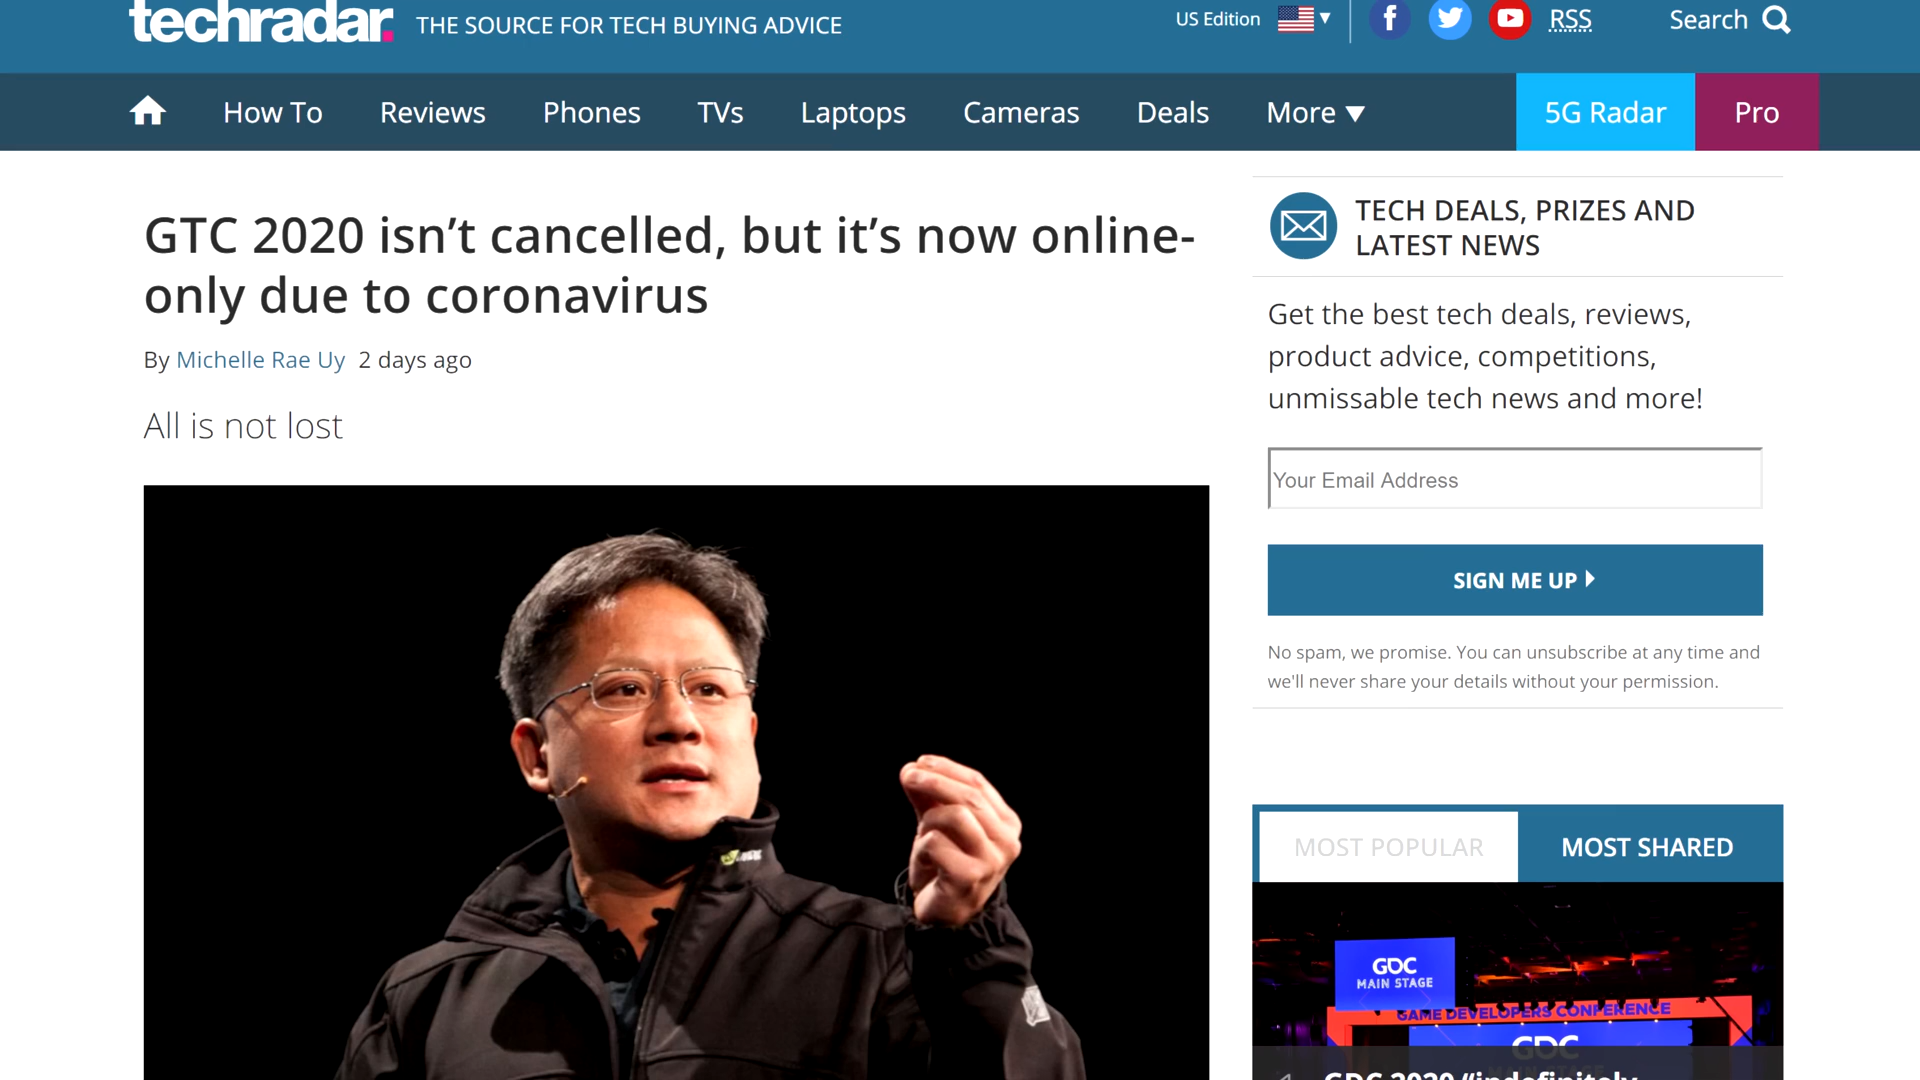 techradar.
THE SOURCE FOR TECH BUYING ADVICE
US Edition
RSS
Search
How To
Reviews
Phones
TVs
Laptops
Cameras
Deals
More
5G Radar
Pro
GTC 2020 isn’t cancelled, but it’s now online-
only due to coronavirus
By Michelle Rae Uy 2 days ago
All is not lost
TECH DEALS, PRIZES AND
LATEST NEWS
Get the best tech deals, reviews,
product advice, competitions,
unmissable tech news and more!
Your Email Address
SIGN ME UP
No spam, we promise. You can unsubscribe at any time and
we'll never share your details without your permission.
MOST POPULAR
MOST SHARED
GDC
MAIN STAGE
GAME DEVELOPERS CONFERENCE
GDC
GDC 2020 “indefinitely